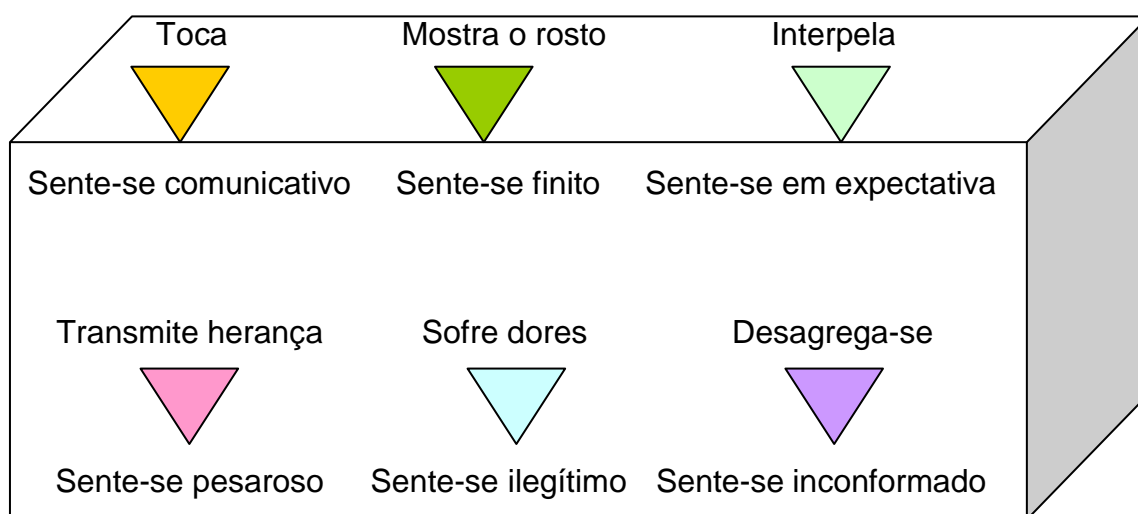 Toca Mostra o rosto Interpela
Sente-se comunicativo Sente-se finito Sente-se em expectativa
Transmite herança Sofre dores Desagrega-se
Sente-se pesaroso Sente-se ilegítimo Sente-se inconformado